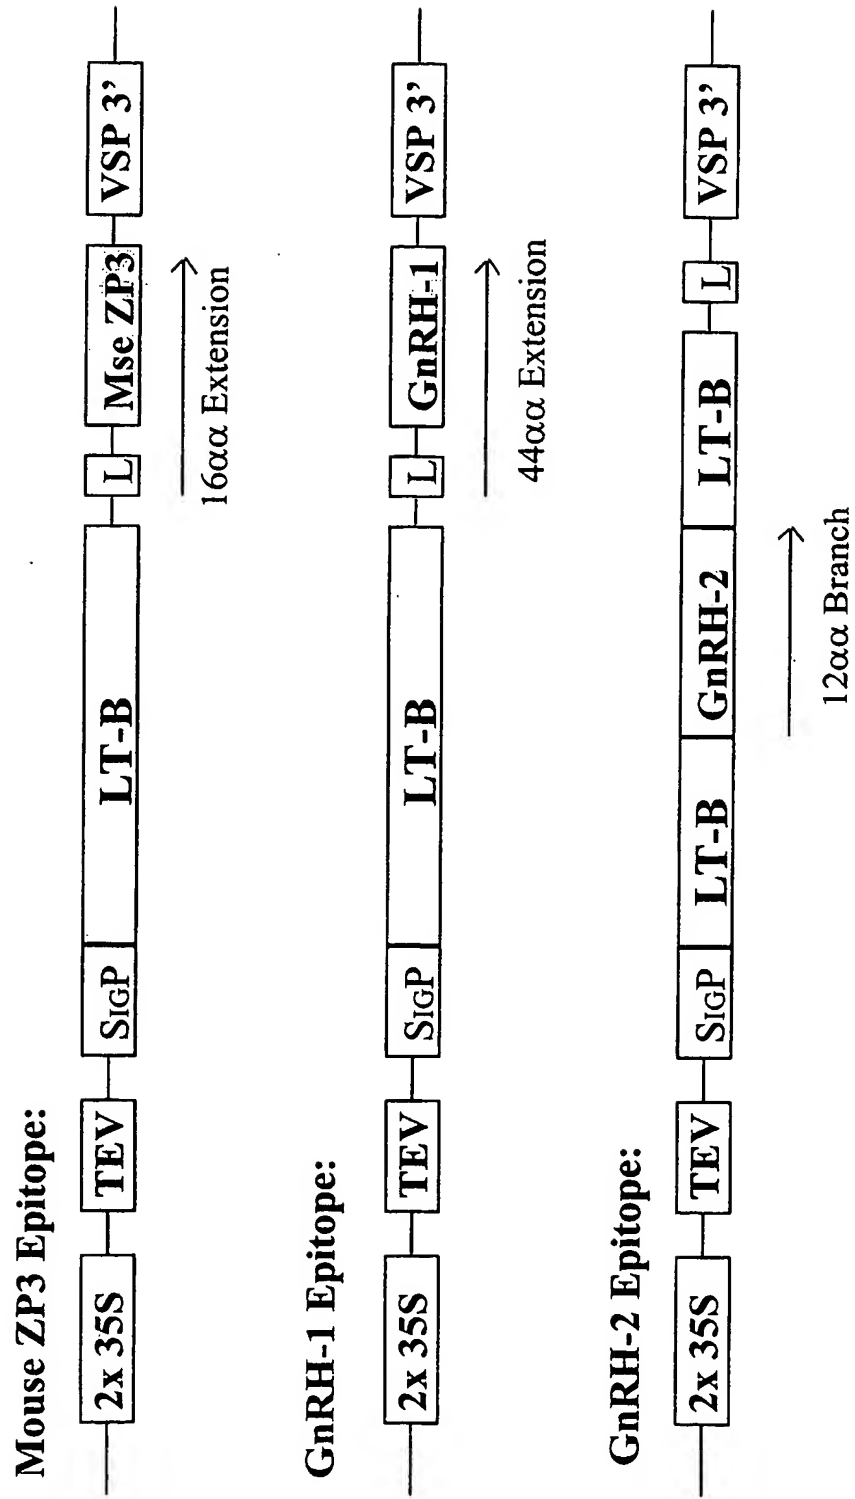 Mouse ZP3 Epitope:
2x 35S TEV SIGP LT-B L Mse ZP3 VSP 3'
16αα Extension
GnRH-1 Epitope:
2x 35S TEV SIGP LT-B L GnRH-1 VSP 3'
44αα Extension
GnRH-2 Epitope:
2x 35S TEV SIGP LT-B GnRH-2 LT-B L VSP 3'
12αα Branch